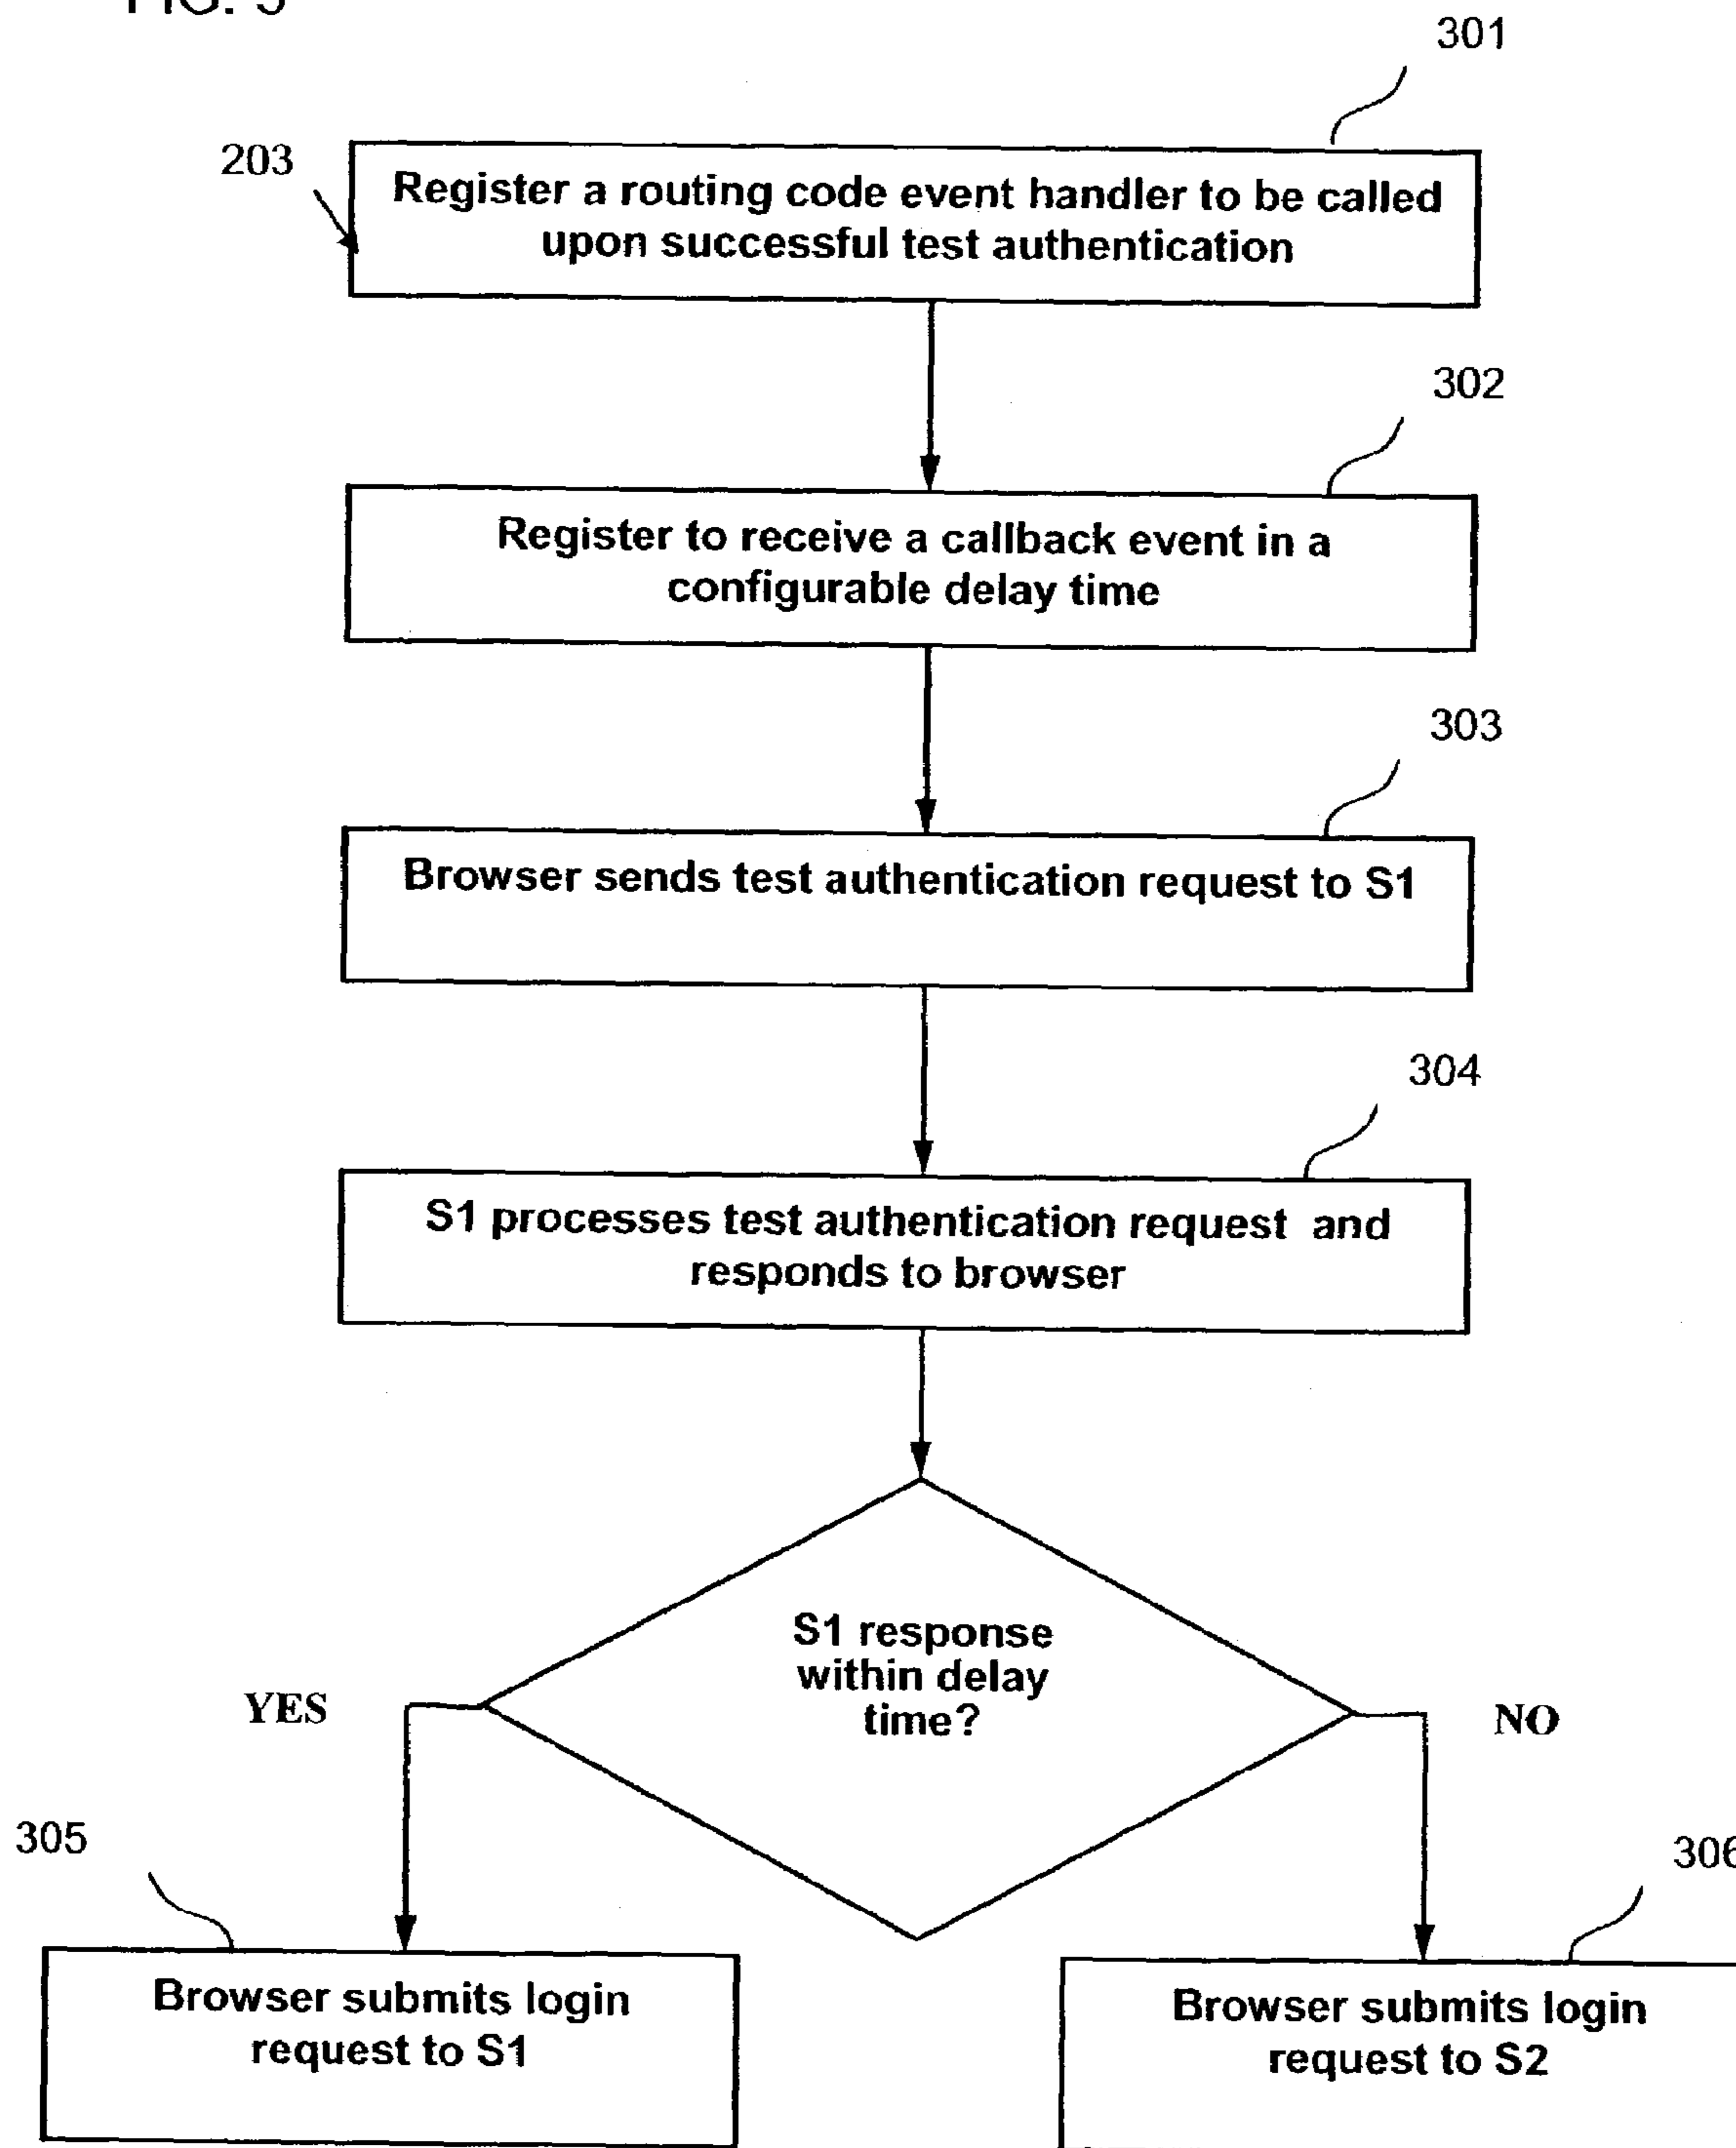 FIG. 3
301
203
Register a routing code event handler to be called
upon successful test authentication
302
Register to receive a callback event in a
configurable delay time
303
Browser sends test authentication request to S1
304
S1 processes test authentication request and
responds to browser
S1 response
within delay
time?
YES
NO
305
306
Browser submits login
request to S1
Browser submits login
request to S2